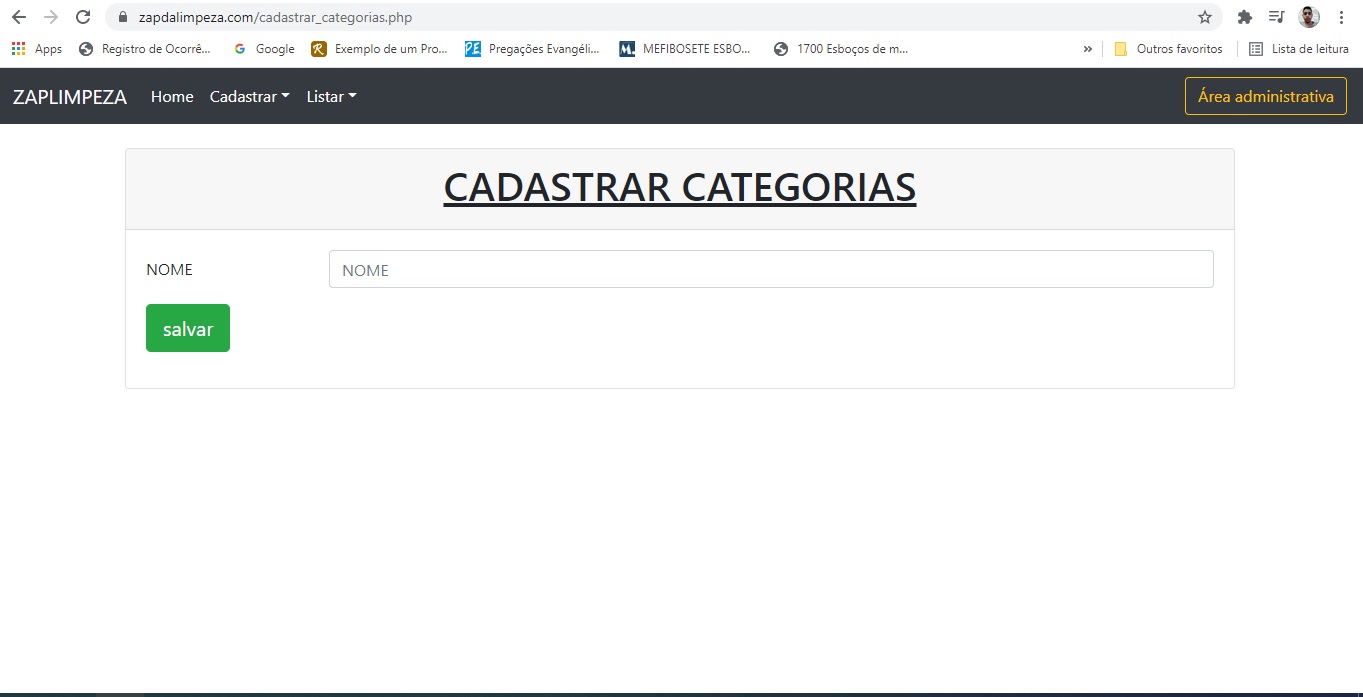 zapdalimpeza.com/cadastrar_categorias.php
Apps Registro de Ocorrê... Google Exemplo de um Pro... Pregações Evangéli... MEFIBOSETE ESBO... 1700 Esboços de m... » Outros favoritos Lista de leitura
ZAPLIMPEZA Home Cadastrar Listar Área administrativa
CADASTRAR CATEGORIAS
NOME NOME
salvar